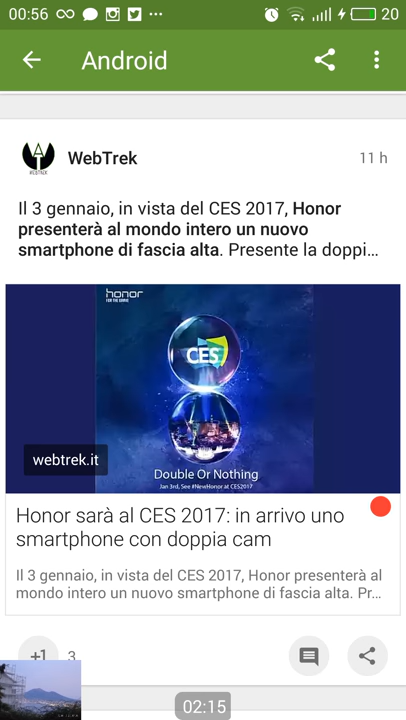 00:56 20
Android
WebTrek 11 h
Il 3 gennaio, in vista del CES 2017, Honor
presenterà al mondo intero un nuovo
smartphone di fascia alta. Presente la doppi...
honor
FOR THE BRAVE
CES
webtrek.it
Double Or Nothing
Jan 3rd, See #NewHonor at CES2017
Honor sarà al CES 2017: in arrivo uno
smartphone con doppia cam
Il 3 gennaio, in vista del CES 2017, Honor presenterà al
mondo intero un nuovo smartphone di fascia alta. Pr...
+1 3
02:15